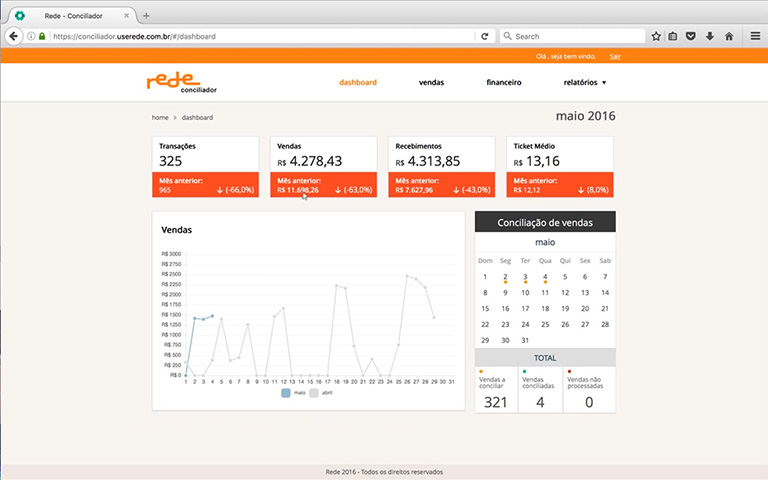 Rede - Conciliador
https://conciliador.userede.com.br/#/dashboard
Search
Olá , seja bem vindo,
Sair
rede
conciliador
dashboard
vendas
financeiro
relatórios
home > dashboard
maio 2016
Transações
325
Mês anterior:
965
(-66,0%)
Vendas
R$ 4.278,43
Mês anterior:
R$ 11.698,26
(-63,0%)
Recebimentos
R$ 4.313,85
Mês anterior:
R$ 7.627,96
(-43,0%)
Ticket Médio
R$ 13,16
Mês anterior:
R$ 12,12
(8,0%)
Vendas
R$ 3000
R$ 2750
R$ 2500
R$ 2250
R$ 2000
R$ 1750
R$ 1500
R$ 1250
R$ 1000
R$ 750
R$ 500
R$ 250
R$ 0
1 2 3 4 5 6 7 8 9 10 11 12 13 14 15 16 17 18 19 20 21 22 23 24 25 26 27 28 29 30 31
maio abril
Conciliação de vendas
maio
Dom Seg Ter Qua Qui Sex Sab
1 2 3 4 5 6 7
8 9 10 11 12 13 14
15 16 17 18 19 20 21
22 23 24 25 26 27 28
29 30 31
TOTAL
Vendas a
conciliar
321
Vendas
conciliadas
4
Vendas não
processadas
0
Rede 2016 - Todos os direitos reservados